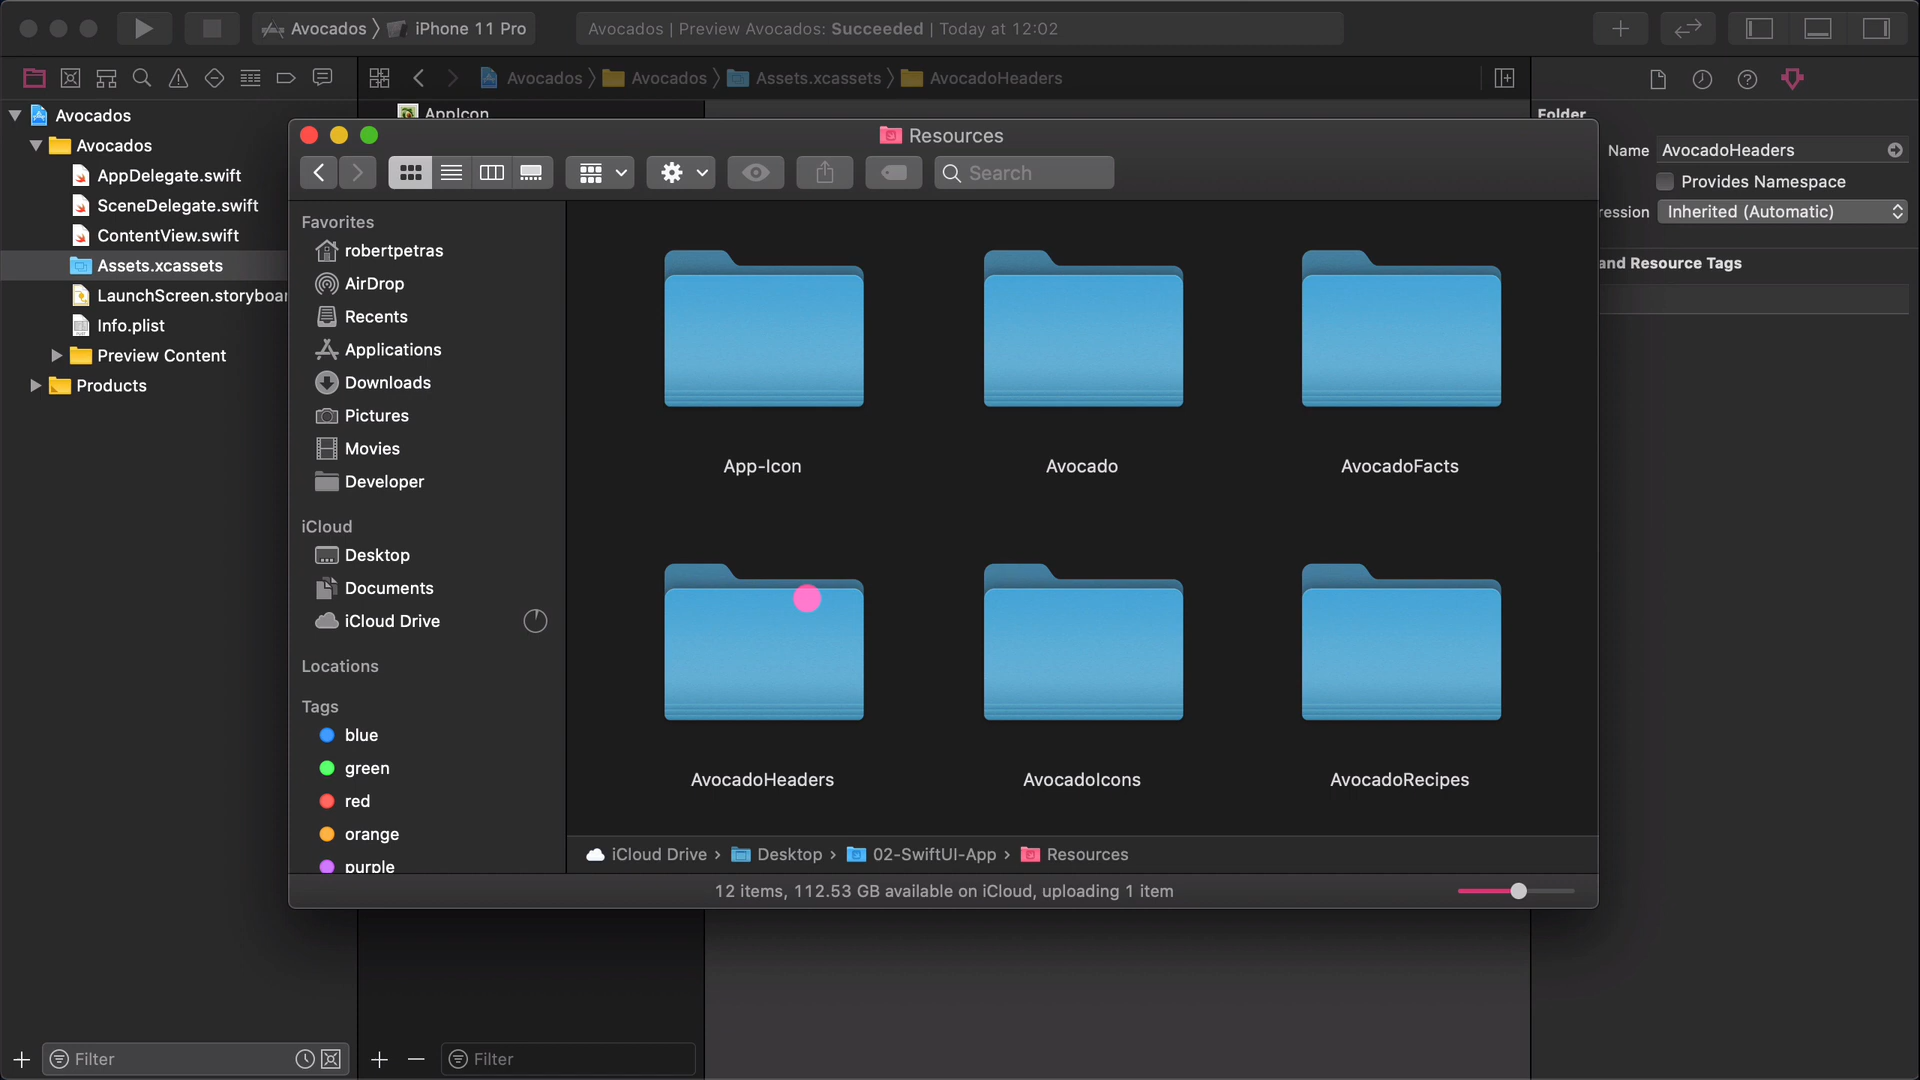 Avocados
iPhone 11 Pro
Avocados | Preview Avocados: Succeeded | Today at 12:02
Avocados
Avocados
Assets.xcassets
AvocadoHeaders
Avocados
Avocados
AppDelegate.swift
SceneDelegate.swift
ContentView.swift
Assets.xcassets
LaunchScreen.storyboar
Info.plist
Preview Content
Products
Filter
AppIcon
Filter
Resources
Search
Favorites
robertpetras
AirDrop
Recents
Applications
Downloads
Pictures
Movies
Developer
iCloud
Desktop
Documents
iCloud Drive
Locations
Tags
blue
green
red
orange
purple
App-Icon
Avocado
AvocadoFacts
AvocadoHeaders
AvocadoIcons
AvocadoRecipes
iCloud Drive › Desktop › 02-SwiftUI-App › Resources
12 items, 112.53 GB available on iCloud, uploading 1 item
Folder
Name AvocadoHeaders
Provides Namespace
ression Inherited (Automatic)
and Resource Tags